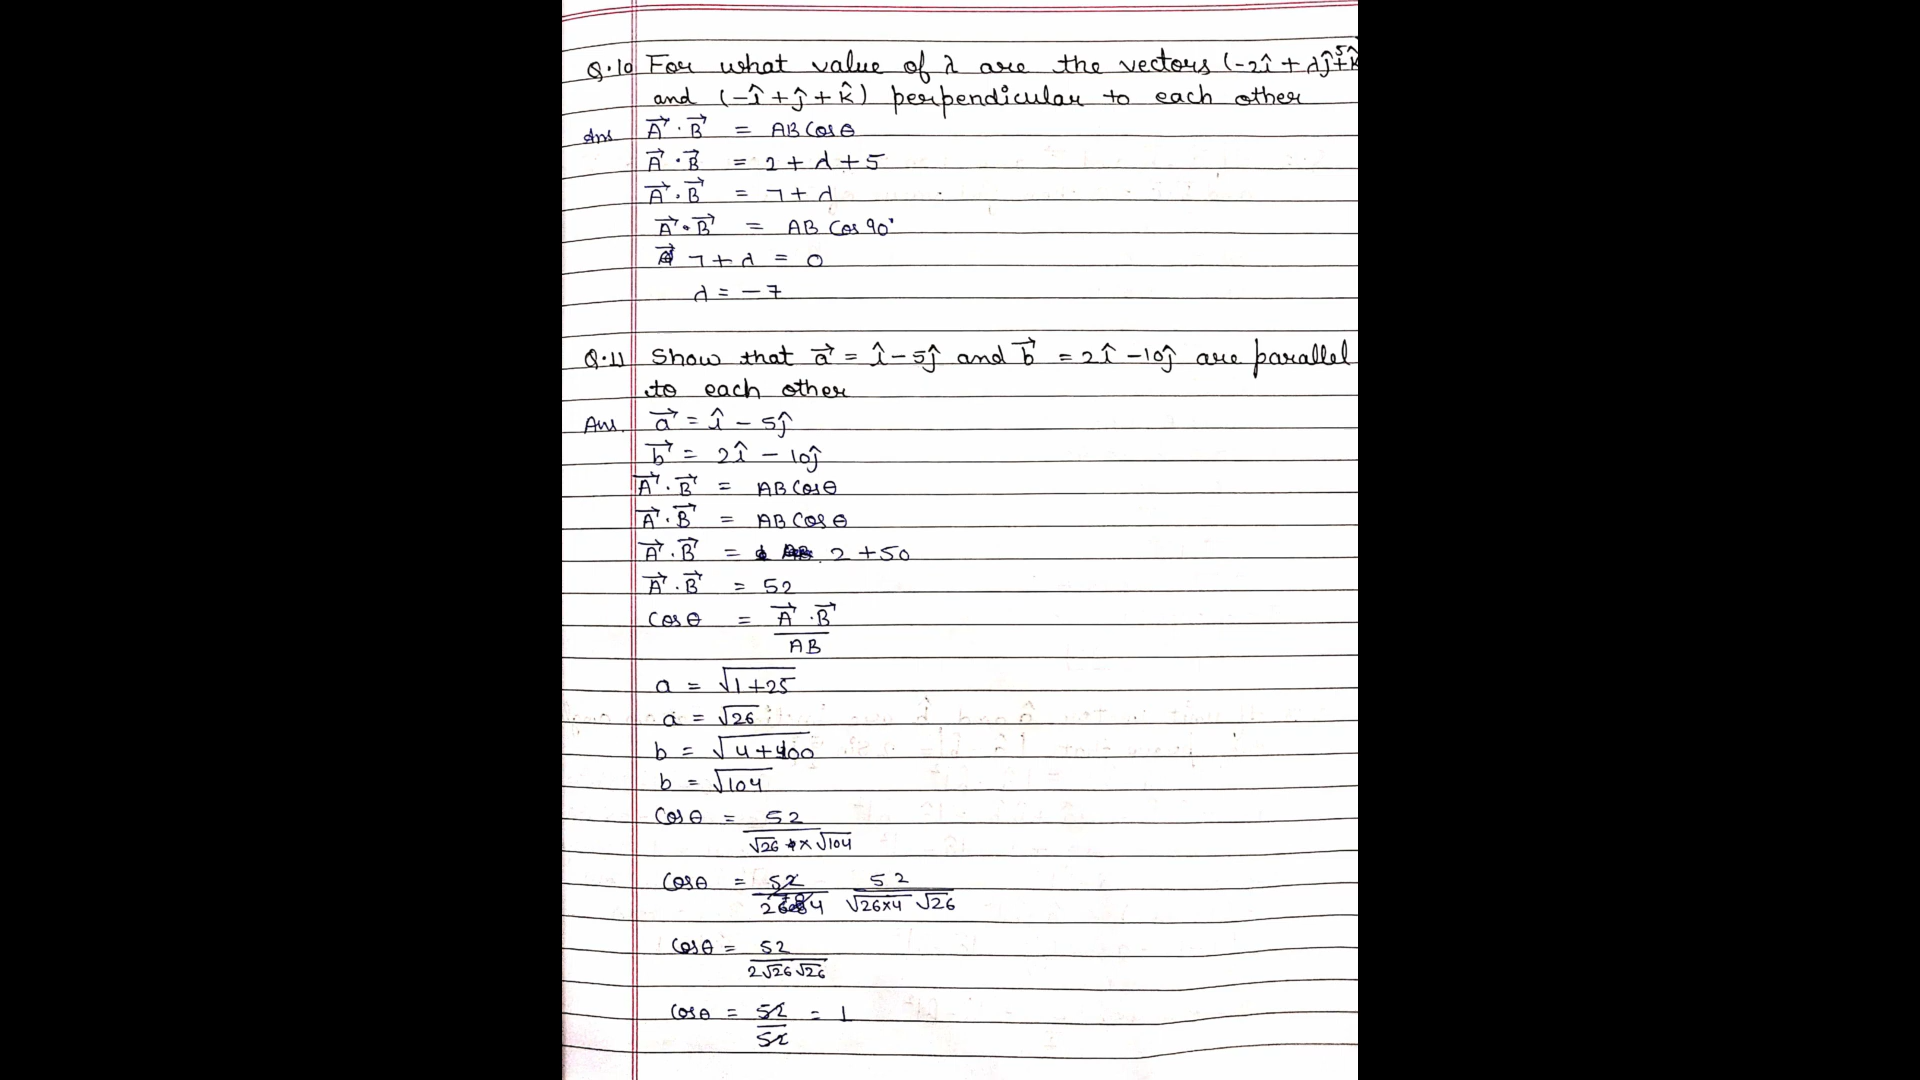 Q.10 For what value of λ are the vectors (-2î + λĵ + 5k̂
and (-î + ĵ + k̂) perpendicular to each other
Ans A⃗ . B⃗ = AB Cos θ
A⃗ . B⃗ = 2 + λ + 5
A⃗ . B⃗ = 7 + λ
A⃗ . B⃗ = AB Cos 90°
7 + λ = 0
λ = -7
Q.11 Show that a⃗ = î - 5ĵ and b⃗ = 2î - 10ĵ are parallel
to each other
Ans. a⃗ = î - 5ĵ
b⃗ = 2î - 10ĵ
A⃗ . B⃗ = AB Cos θ
A⃗ . B⃗ = AB Cos θ
A⃗ . B⃗ = 2 + 50
A⃗ . B⃗ = 52
Cos θ = A⃗ . B⃗
AB
a = √1+25
a = √26
b = √4+100
b = √104
Cos θ = 52
√26 × √104
Cos θ = 52 52
√26×4 √26
Cos θ = 52
2√26 √26
Cos θ = 52 = 1
52